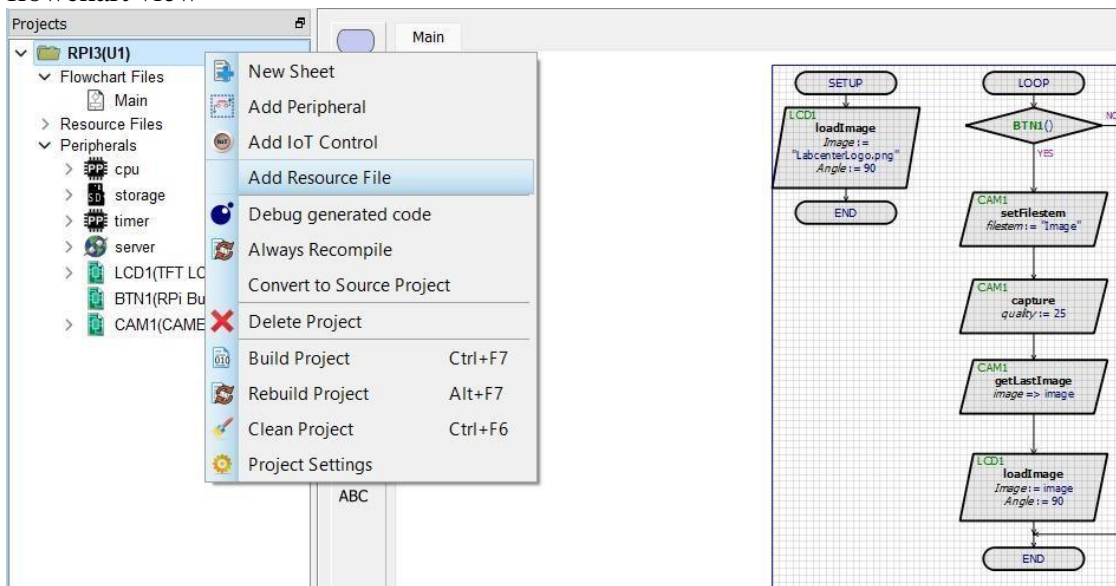 Projects
RPI3(U1)
Flowchart Files
Main
Resource Files
Peripherals
cpu
storage
timer
server
LCD1(TFT LC
BTN1(RPi Bu
CAM1(CAME
New Sheet
Add Peripheral
Add IoT Control
Add Resource File
Debug generated code
Always Recompile
Convert to Source Project
Delete Project
Build Project Ctrl+F7
Rebuild Project Alt+F7
Clean Project Ctrl+F6
Project Settings
ABC
Main
SETUP
LCD1
loadImage
Image :=
"LabcenterLogo.png"
Angle := 90
END
LOOP
BTN1()
NO
YES
CAM1
setFilestem
filestem := "Image"
CAM1
capture
quality := 25
CAM1
getLastImage
image => image
LCD1
loadImage
Image := image
Angle := 90
END